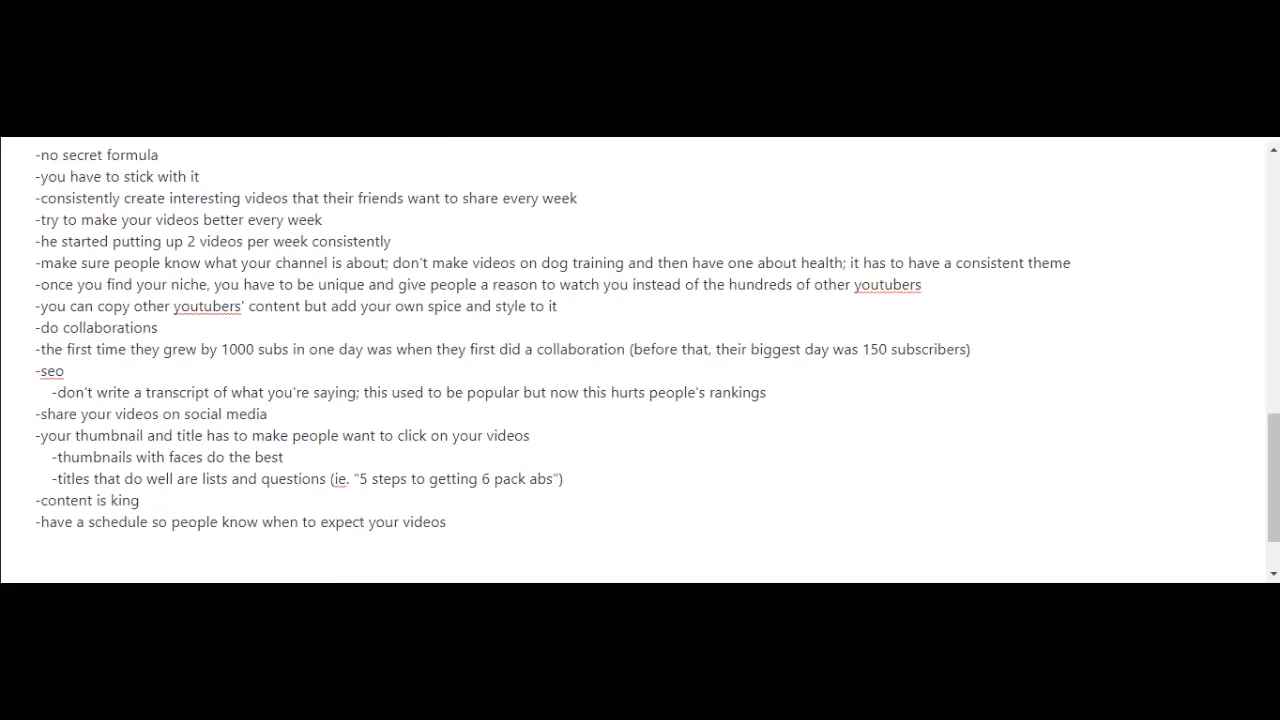 -no secret formula
-you have to stick with it
-consistently create interesting videos that their friends want to share every week
-try to make your videos better every week
-he started putting up 2 videos per week consistently
-make sure people know what your channel is about; don't make videos on dog training and then have one about health; it has to have a consistent theme
-once you find your niche, you have to be unique and give people a reason to watch you instead of the hundreds of other youtubers
-you can copy other youtubers' content but add your own spice and style to it
-do collaborations
-the first time they grew by 1000 subs in one day was when they first did a collaboration (before that, their biggest day was 150 subscribers)
-seo
-don't write a transcript of what you're saying; this used to be popular but now this hurts people's rankings
-share your videos on social media
-your thumbnail and title has to make people want to click on your videos
-thumbnails with faces do the best
-titles that do well are lists and questions (ie. "5 steps to getting 6 pack abs")
-content is king
-have a schedule so people know when to expect your videos